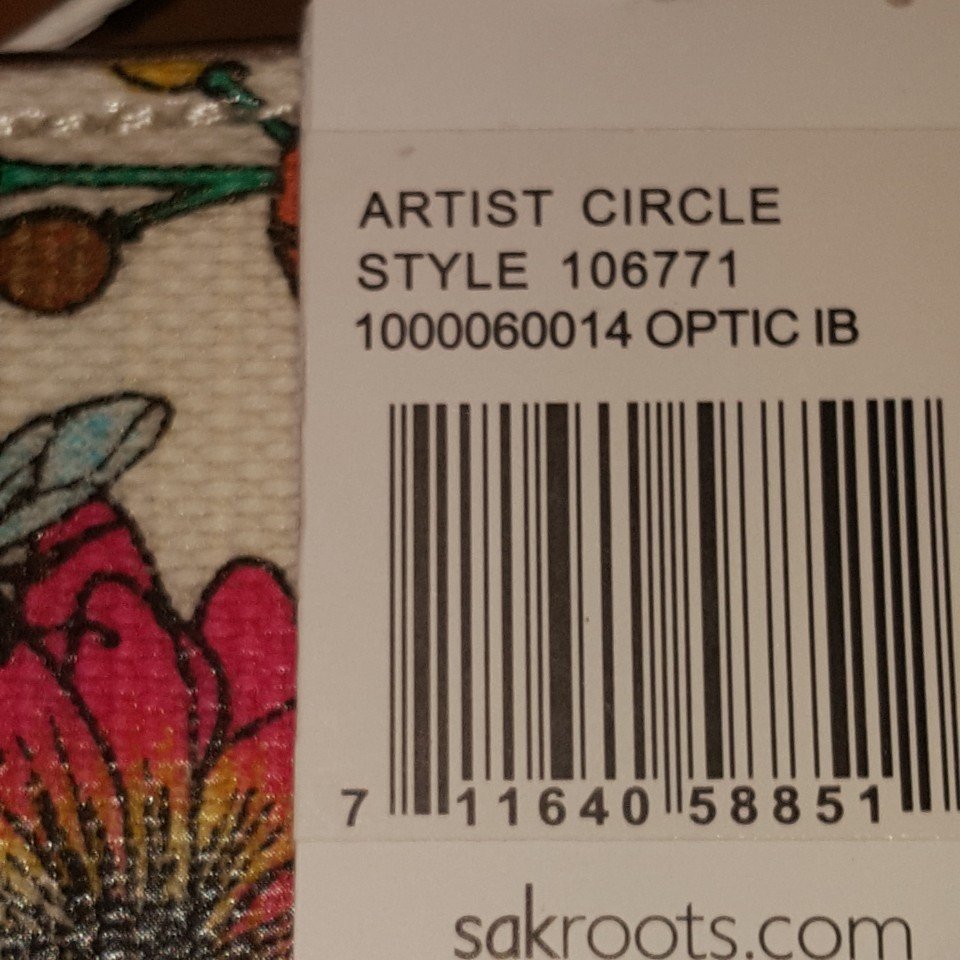 ARTIST CIRCLE
STYLE 106771
1000060014 OPTIC IB
7 11640 58851
sakroots.com